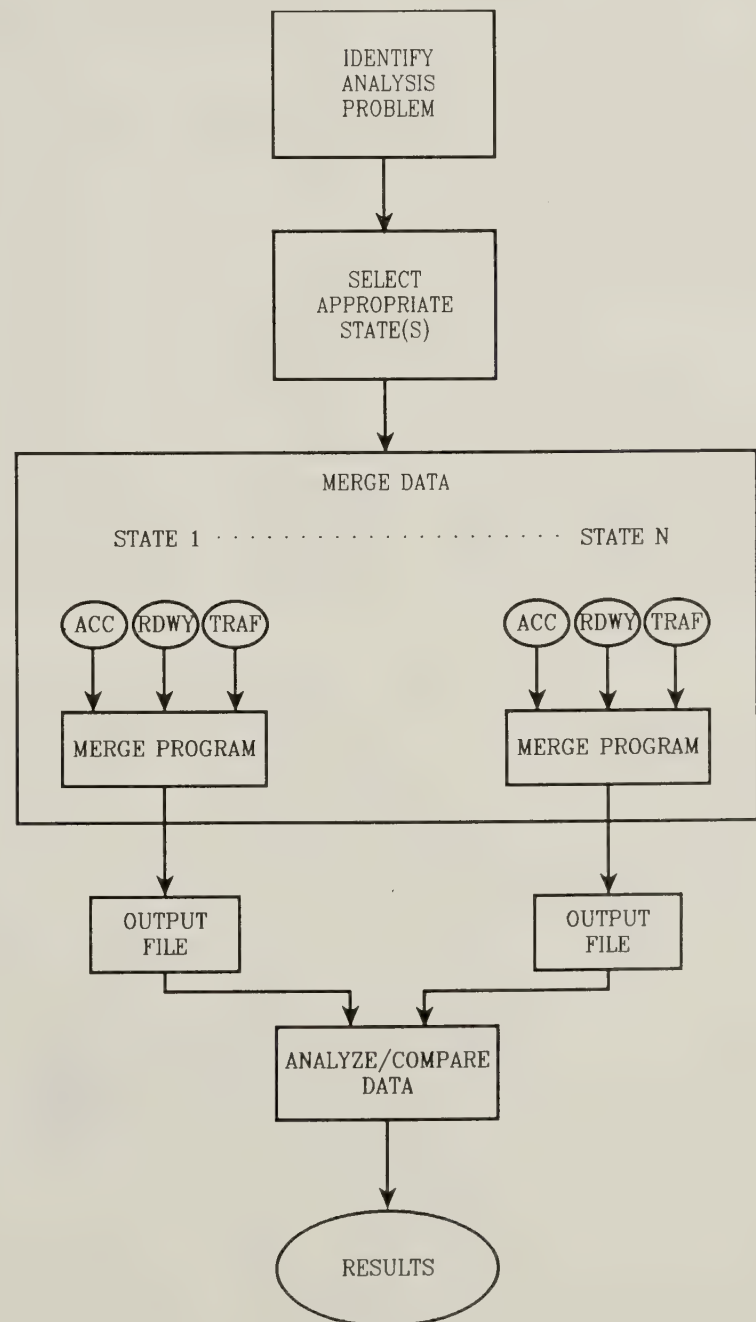 IDENTIFY
ANALYSIS
PROBLEM
SELECT
APPROPRIATE
STATE(S)
MERGE DATA
STATE 1 . . . . . . . . . . . . . . . . . . . . . . STATE N
ACC RDWY TRAF ACC RDWY TRAF
MERGE PROGRAM MERGE PROGRAM
OUTPUT
FILE
OUTPUT
FILE
ANALYZE/COMPARE
DATA
RESULTS